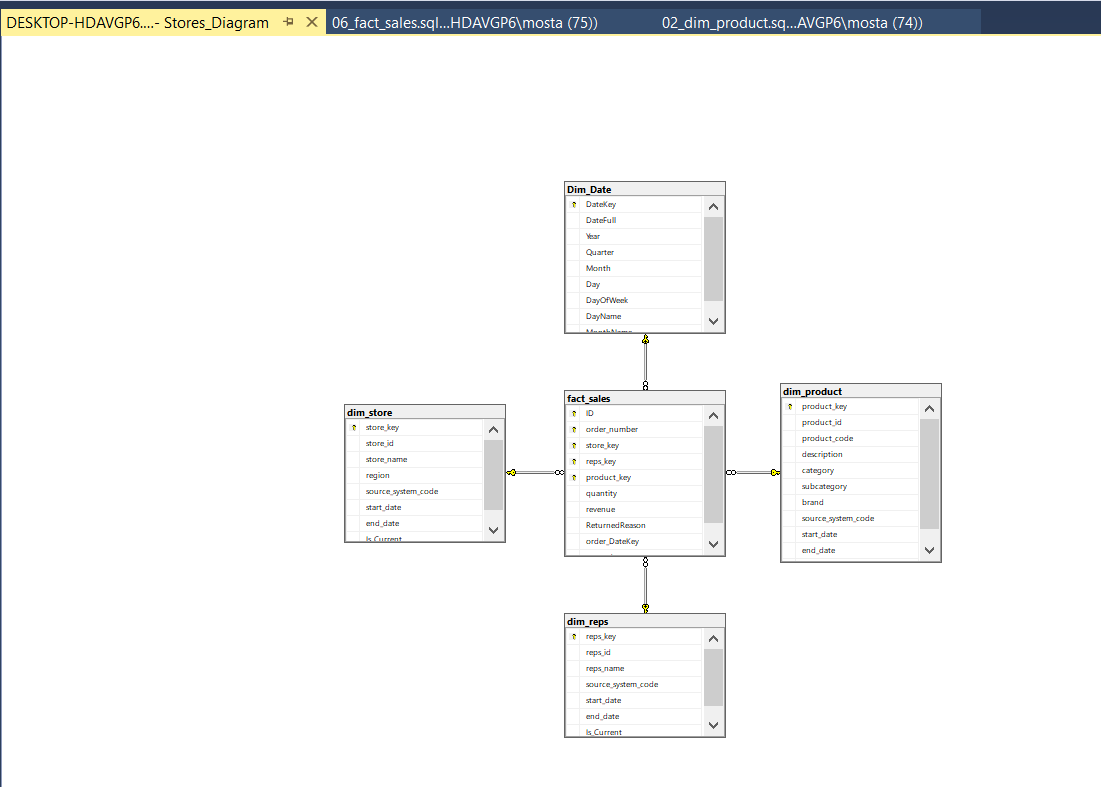 DESKTOP-HDAVGP6....- Stores_Diagram
06_fact_sales.sql...HDAVGP6\mosta (75))
02_dim_product.sq...AVGP6\mosta (74))
Dim_Date
DateKey
DateFull
Year
Quarter
Month
Day
DayOfWeek
DayName
MonthName
dim_store
store_key
store_id
store_name
region
source_system_code
start_date
end_date
Is_Current
fact_sales
ID
order_number
store_key
reps_key
product_key
quantity
revenue
ReturnedReason
order_DateKey
dim_product
product_key
product_id
product_code
description
category
subcategory
brand
source_system_code
start_date
end_date
dim_reps
reps_key
reps_id
reps_name
source_system_code
start_date
end_date
Is_Current